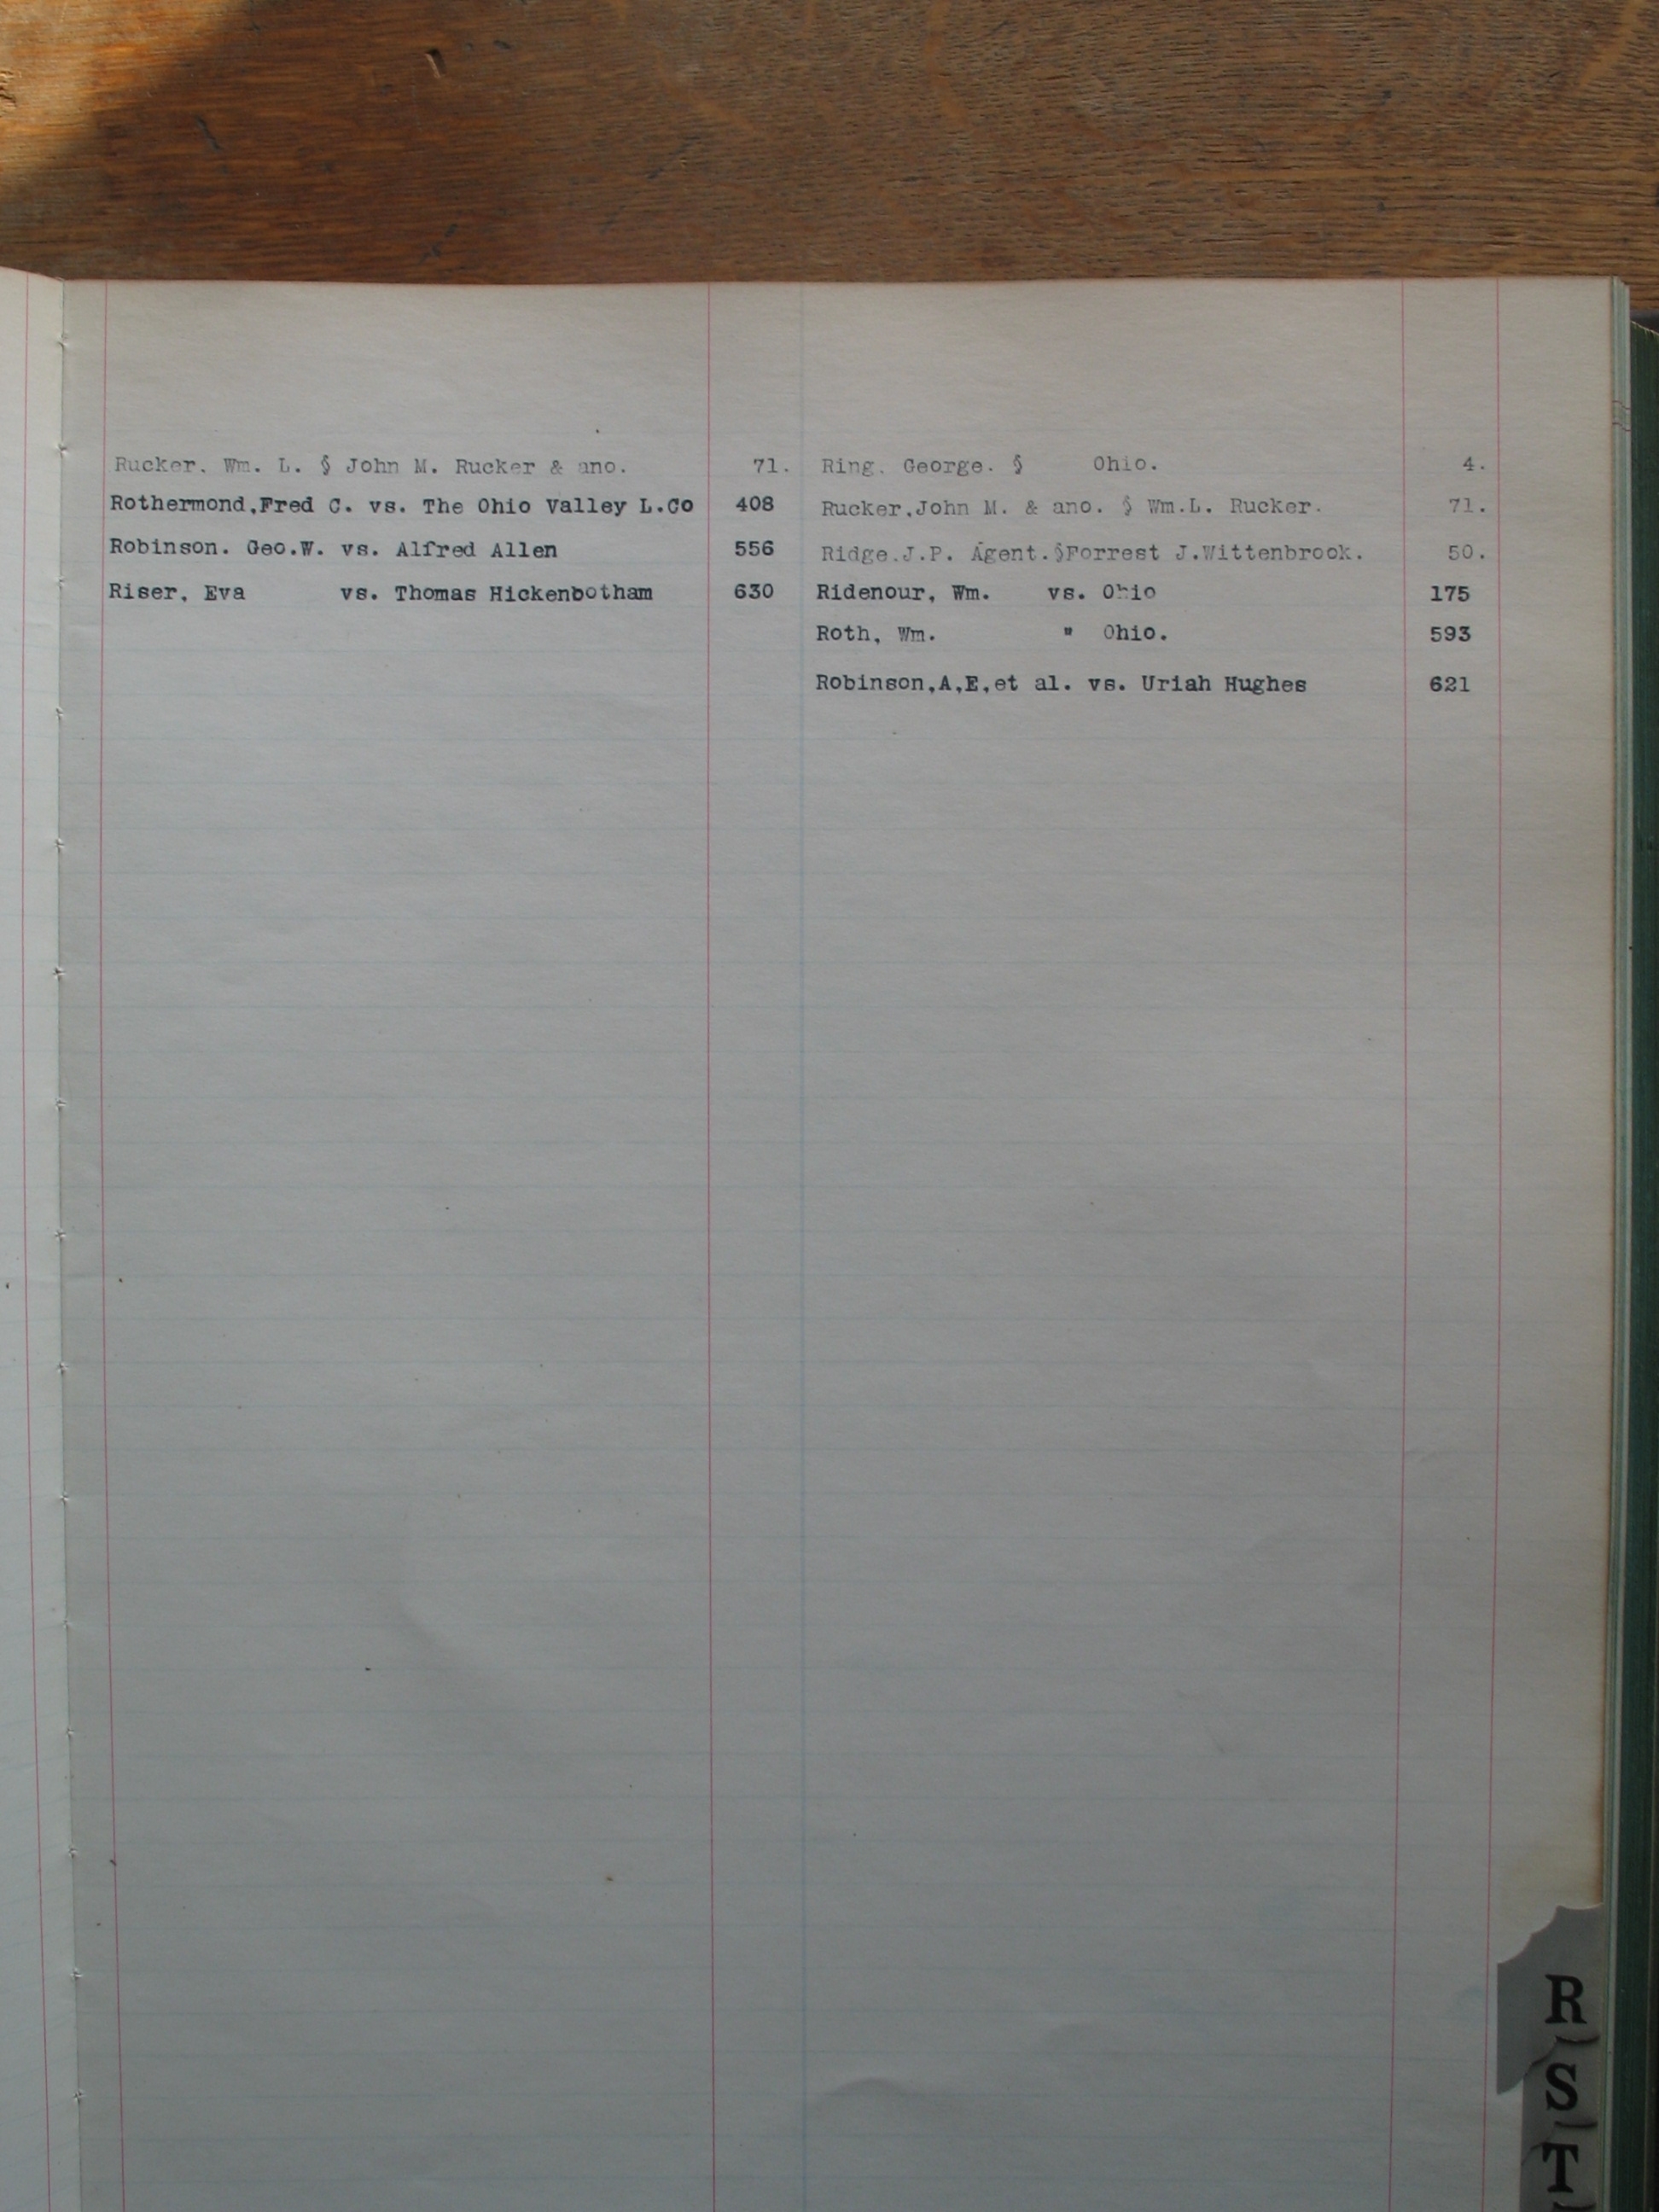 Rucker. Wm. L. § John M. Rucker & ano. 71.
Rothermond,Fred C. vs. The Ohio Valley L.Co 408
Robinson. Geo.W. vs. Alfred Allen 556
Riser, Eva vs. Thomas Hickenbotham 630
Ring. George. § Ohio. 4.
Rucker,John M. & ano. § Wm.L. Rucker. 71.
Ridge.J.P. Agent.§Forrest J.Wittenbrook. 50.
Ridenour, Wm. vs. Ohio 175
Roth, Wm. " Ohio. 593
Robinson,A,E,et al. vs. Uriah Hughes 621
R
S
T